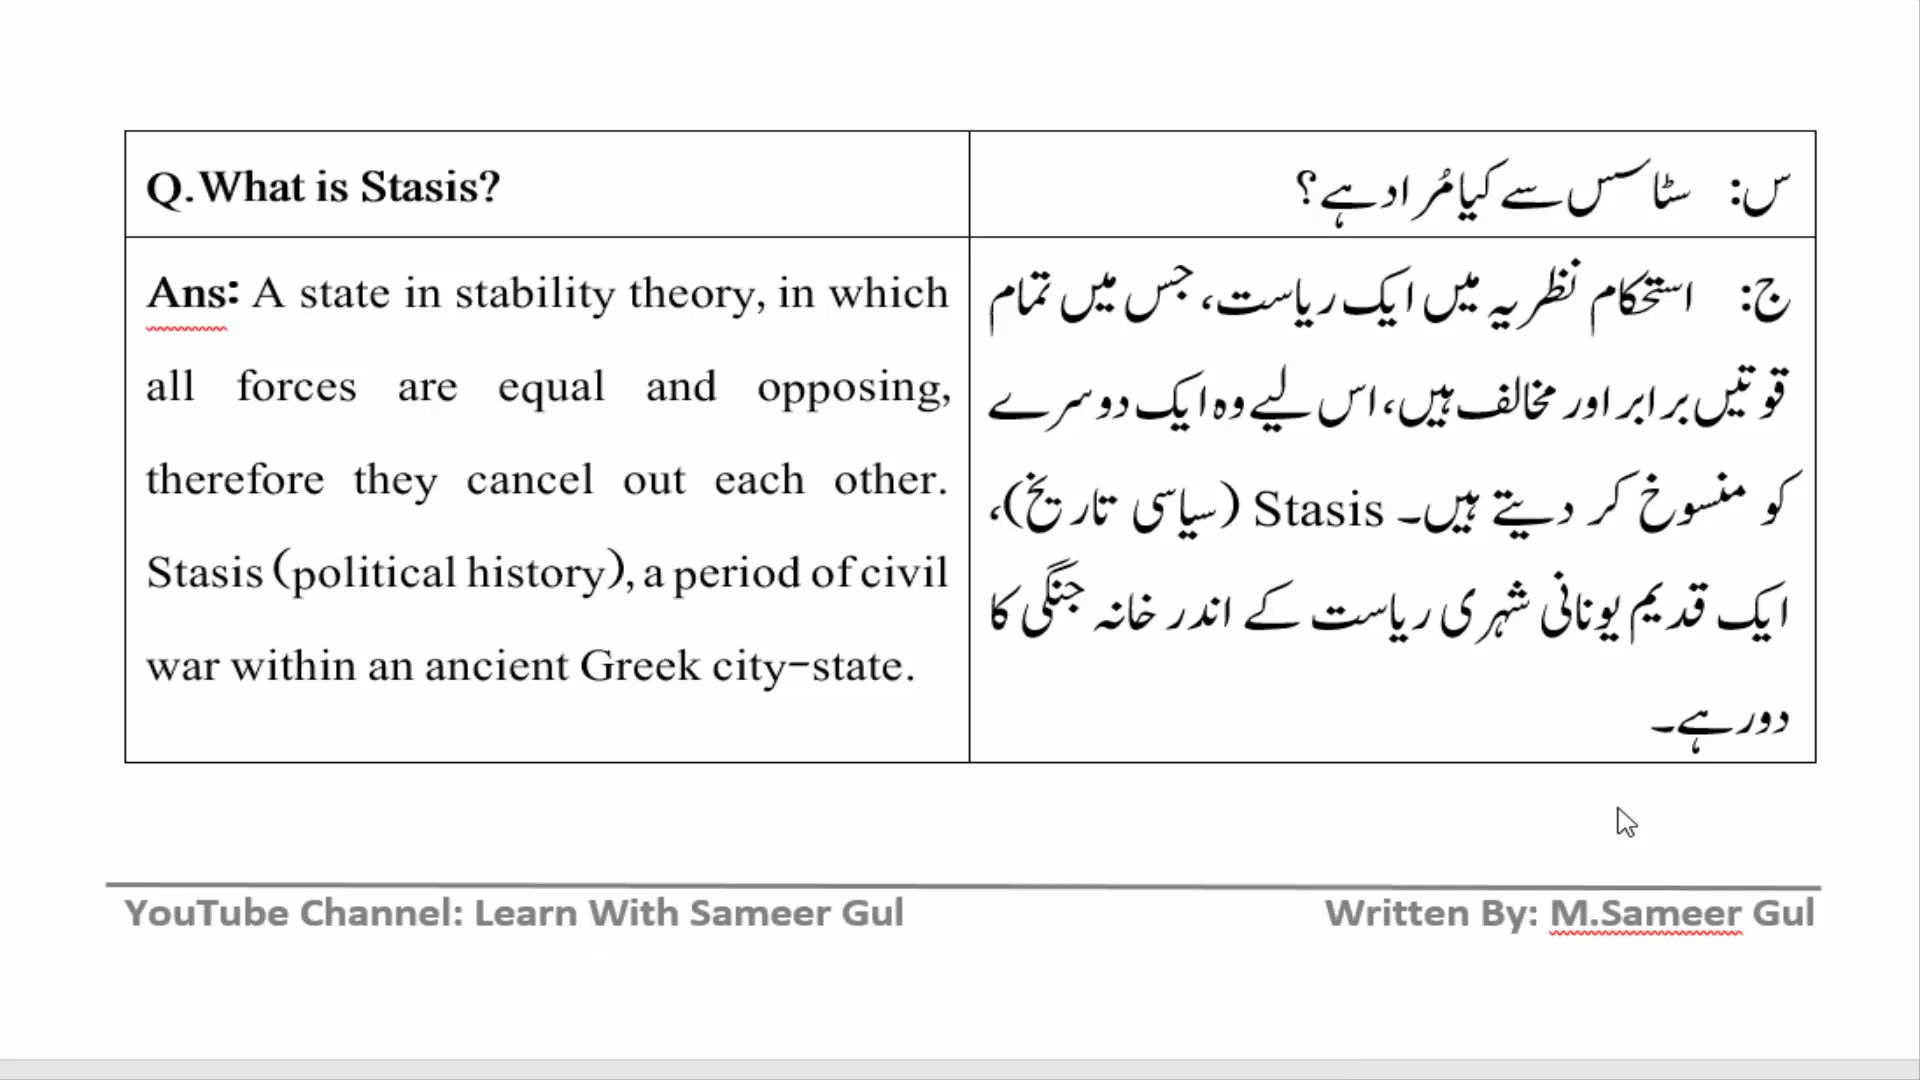 Q.What is Stasis?
س: سٹاسس سے کیا مُراد ہے؟
Ans: A state in stability theory, in which
all forces are equal and opposing,
therefore they cancel out each other.
Stasis (political history), a period of civil
war within an ancient Greek city-state.
ج: استحکام نظریہ میں ایک ریاست، جس میں تمام
قوتیں برابر اور مخالف ہیں، اس لیے وہ ایک دوسرے
کو منسوخ کر دیتے ہیں۔ Stasis (سیاسی تاریخ)،
ایک قدیم یونانی شہری ریاست کے اندر خانہ جنگی کا
دور ہے۔
YouTube Channel: Learn With Sameer Gul
Written By: M.Sameer Gul